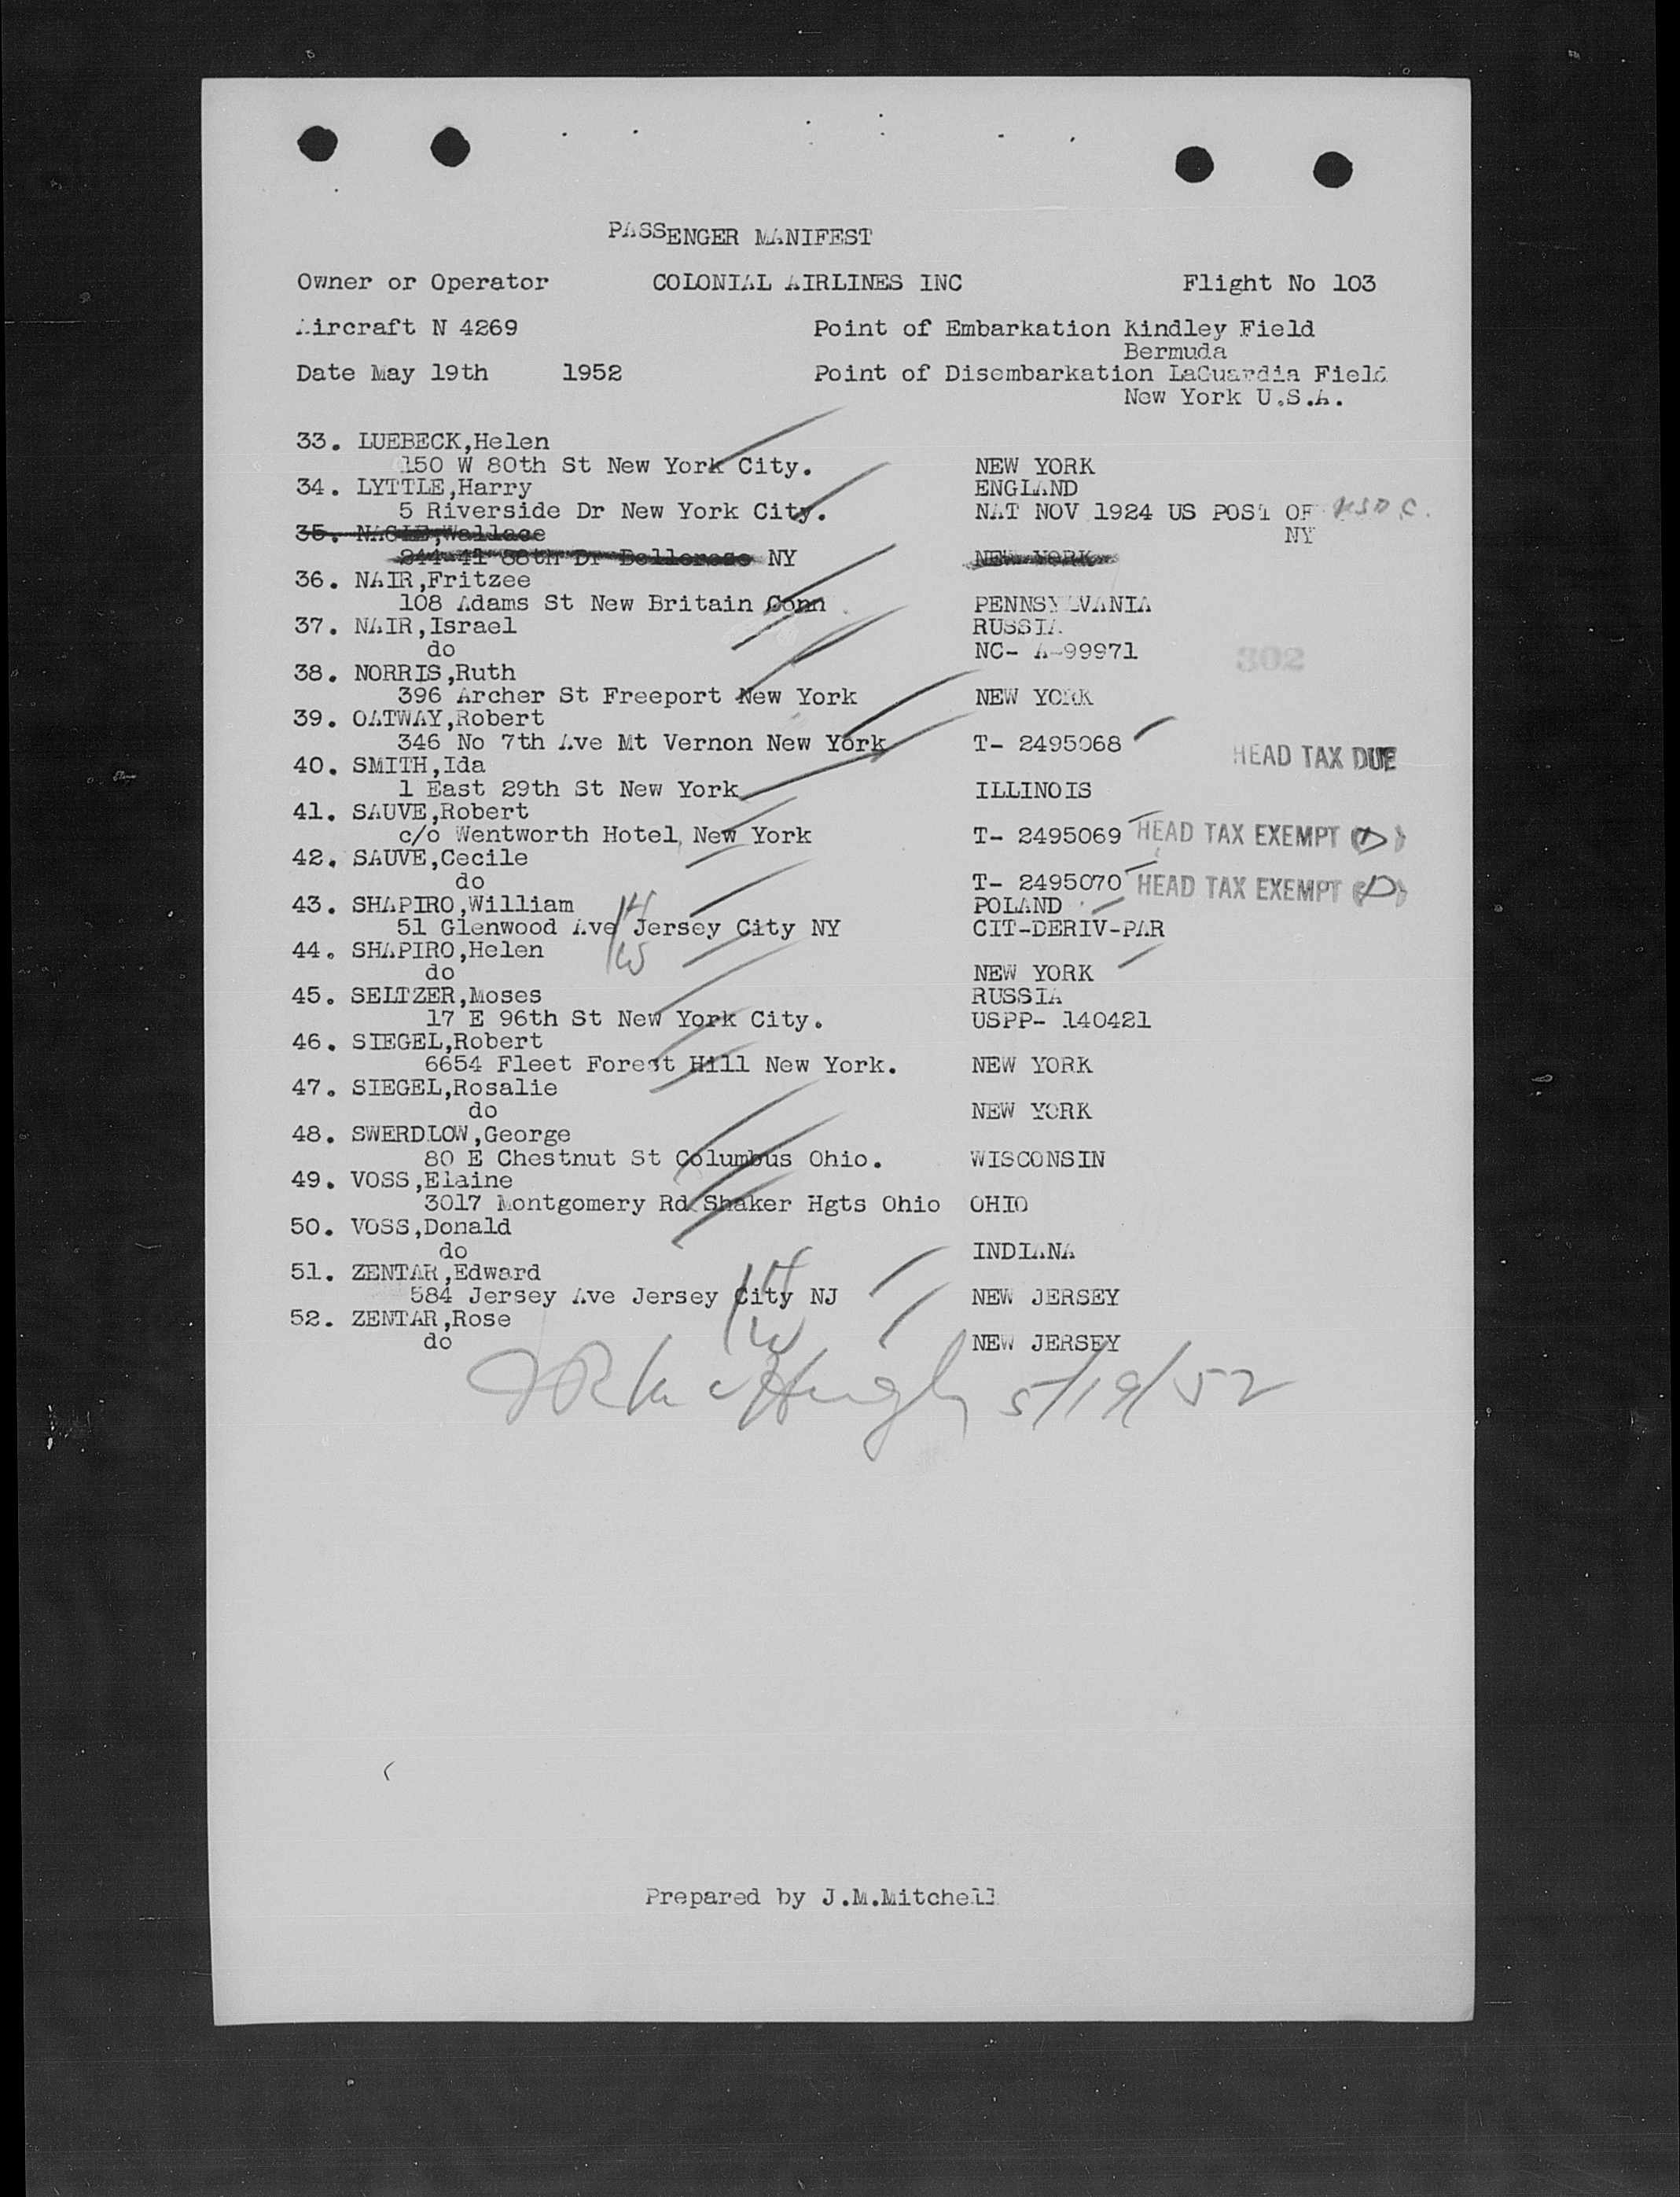 PASSENGER MANIFEST
Owner or Operator COLONIAL AIRLINES INC Flight No 103
Aircraft N 4269 Point of Embarkation Kindley Field
Bermuda
Date May 19th 1952 Point of Disembarkation LaGuardia Field
New York U.S.A.
33. LUEBECK,Helen
150 W 80th St New York City. NEW YORK
34. LYTTLE,Harry ENGLAND
5 Riverside Dr New York City. NAT NOV 1924 US POST OF
NY
35. Wallace
88th Dr Bellerose NY NEW YORK
36. NAIR,Fritzee
108 Adams St New Britain Conn PENNSYLVANIA
37. NAIR,Israel RUSSIA
do NC- A-99971
302
38. NORRIS,Ruth
396 Archer St Freeport New York NEW YORK
39. OATWAY,Robert
346 No 7th Ave Mt Vernon New York T- 2495068 HEAD TAX DUE
40. SMITH,Ida
1 East 29th St New York ILLINOIS
41. SAUVE,Robert
c/o Wentworth Hotel, New York T- 2495069 HEAD TAX EXEMPT
42. SAUVE,Cecile
do T- 2495070 HEAD TAX EXEMPT
43. SHAPIRO,William POLAND
51 Glenwood Ave Jersey City NY CIT-DERIV-PAR
44. SHAPIRO,Helen
do NEW YORK
45. SELTZER,Moses RUSSIA
17 E 96th St New York City. USPP- 140421
46. SIEGEL,Robert
6654 Fleet Forest Hill New York. NEW YORK
47. SIEGEL,Rosalie
do NEW YORK
48. SWERDLOW,George
80 E Chestnut St Columbus Ohio. WISCONSIN
49. VOSS,Elaine
3017 Montgomery Rd Shaker Hgts Ohio OHIO
50. VOSS,Donald
do INDIANA
51. ZENTAR,Edward
584 Jersey Ave Jersey City NJ NEW JERSEY
52. ZENTAR,Rose
do NEW JERSEY
5/19/52
Prepared by J.M.Mitchell